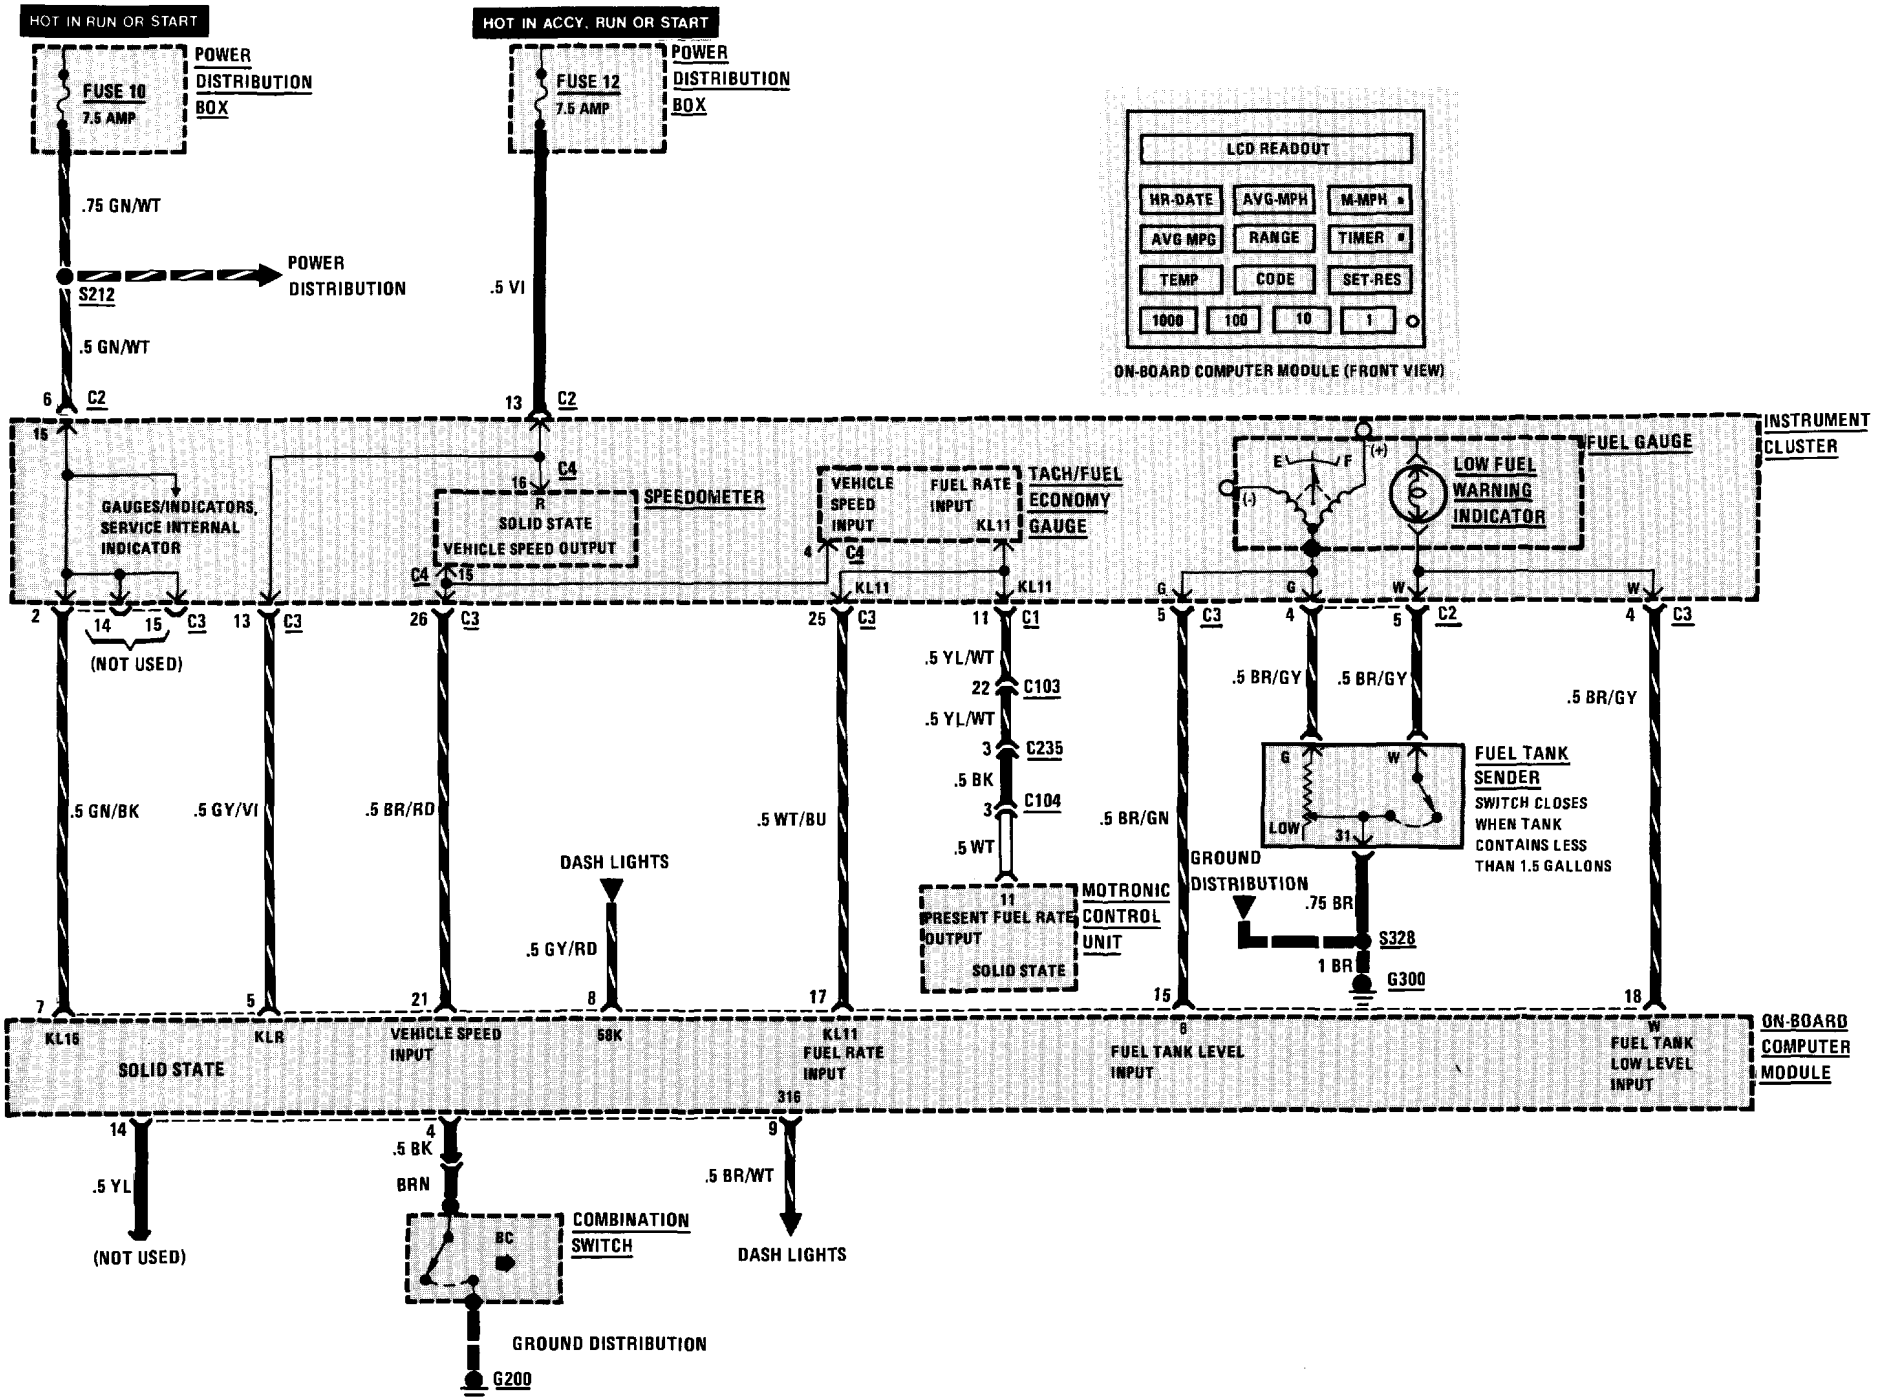 HOT IN RUN OR START
HOT IN ACCY, RUN OR START
FUSE 10
7.5 AMP
POWER
DISTRIBUTION
BOX
FUSE 12
7.5 AMP
POWER
DISTRIBUTION
BOX
.75 GN/WT
S212
POWER
DISTRIBUTION
.5 GN/WT
.5 VI
LCD READOUT
HR-DATE
AVG-MPH
M-MPH
AVG MPG
RANGE
TIMER
TEMP
CODE
SET-RES
1000
100
10
1
ON-BOARD COMPUTER MODULE (FRONT VIEW)
6
C2
13
C2
INSTRUMENT
CLUSTER
15
GAUGES/INDICATORS,
SERVICE INTERNAL
INDICATOR
C4
16
R
SOLID STATE
VEHICLE SPEED OUTPUT
SPEEDOMETER
C4
15
VEHICLE
SPEED
INPUT
FUEL RATE
INPUT
KL11
TACH/FUEL
ECONOMY
GAUGE
4
C4
KL11
KL11
E
F
(+)
(-)
FUEL GAUGE
LOW FUEL
WARNING
INDICATOR
G
G
W
W
2
14
15
C3
(NOT USED)
13
C3
26
C3
25
C3
11
C1
5
C3
4
5
C2
4
C3
.5 YL/WT
22
C103
.5 YL/WT
3
C235
.5 BK
3
C104
.5 WT
.5 BR/GY
.5 BR/GY
.5 BR/GY
G
W
LOW
31
FUEL TANK
SENDER
SWITCH CLOSES
WHEN TANK
CONTAINS LESS
THAN 1.5 GALLONS
.5 GN/BK
.5 GY/VI
.5 BR/RD
.5 WT/BU
.5 BR/GN
DASH LIGHTS
.5 GY/RD
11
PRESENT FUEL RATE
OUTPUT
SOLID STATE
MOTRONIC
CONTROL
UNIT
GROUND
DISTRIBUTION
.75 BR
S328
1 BR
G300
7
5
21
8
17
15
18
KL15
KLR
VEHICLE SPEED
INPUT
58K
KL11
FUEL RATE
INPUT
G
FUEL TANK LEVEL
INPUT
W
FUEL TANK
LOW LEVEL
INPUT
SOLID STATE
316
ON-BOARD
COMPUTER
MODULE
14
4
9
.5 YL
(NOT USED)
.5 BK
BRN
BC
COMBINATION
SWITCH
.5 BR/WT
DASH LIGHTS
GROUND DISTRIBUTION
G200